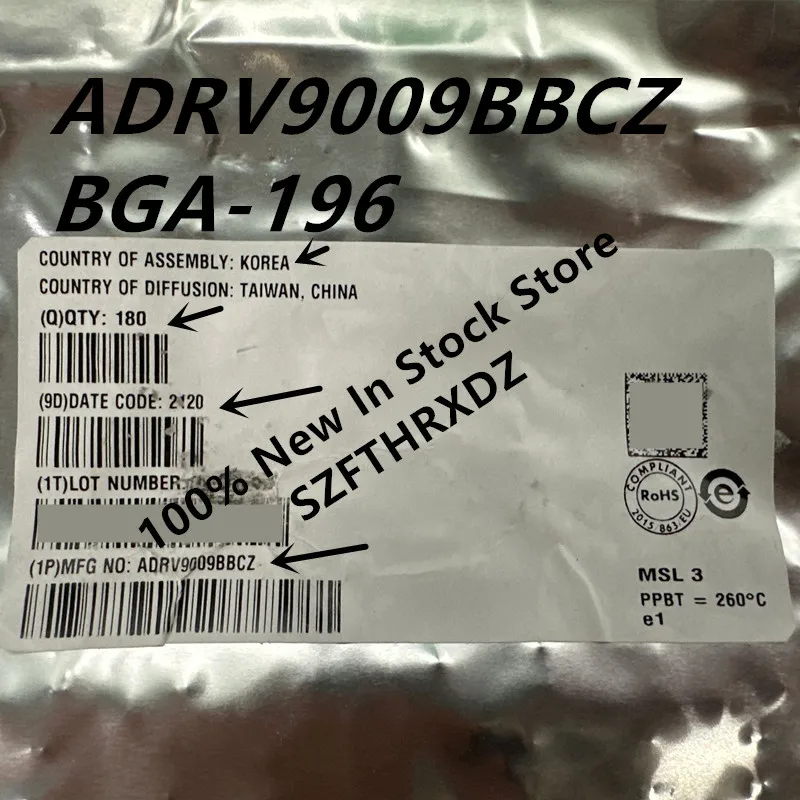 ADRV9009BBCZ
BGA-196
COUNTRY OF ASSEMBLY: KOREA
COUNTRY OF DIFFUSION: TAIWAN, CHINA
(Q)QTY: 180
(9D)DATE CODE: 2120
(1T)LOT NUMBER
100% New In Stock Store
SZFTHRXDZ
(1P)MFG NO: ADRV9009BBCZ
COMPLIANT
RoHS
2015/863/EU
e
MSL 3
PPBT = 260°C
e1